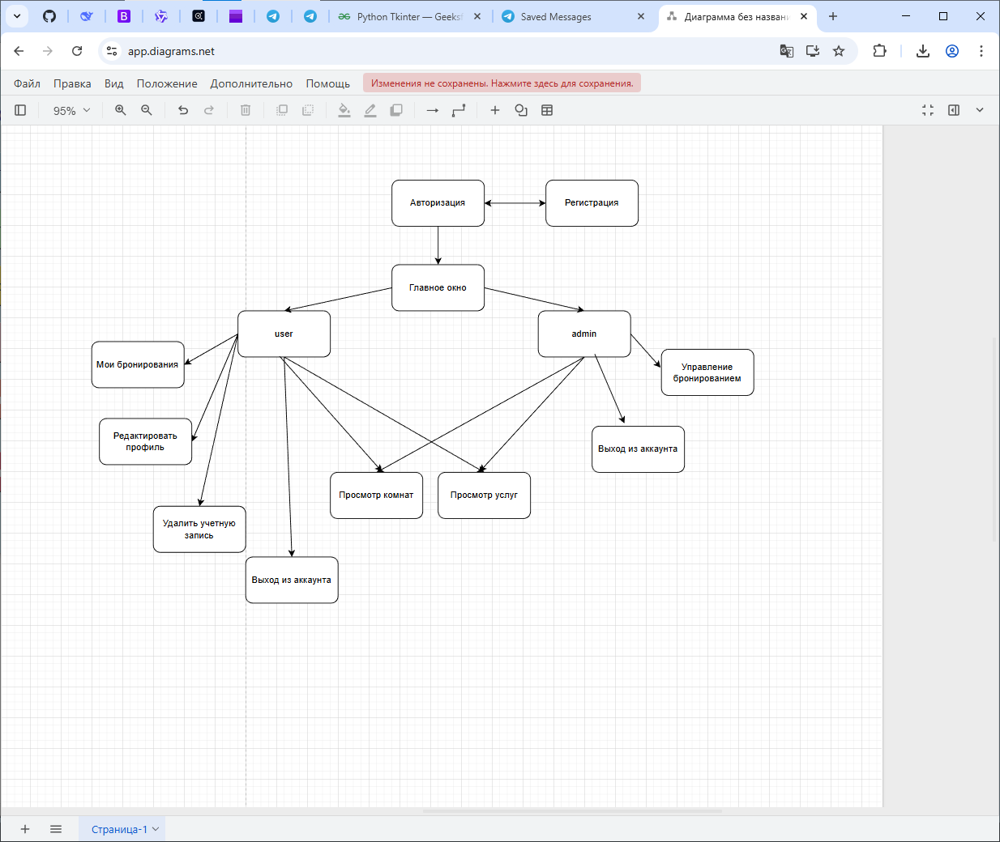 Python Tkinter — Geeksf
Saved Messages
Диаграмма без названи
app.diagrams.net
Файл Правка Вид Положение Дополнительно Помощь Изменения не сохранены. Нажмите здесь для сохранения.
95%
Авторизация
Регистрация
Главное окно
user
admin
Мои бронирования
Управление
бронированием
Редактировать
профиль
Выход из аккаунта
Просмотр комнат
Просмотр услуг
Удалить учетную
запись
Выход из аккаунта
Страница-1